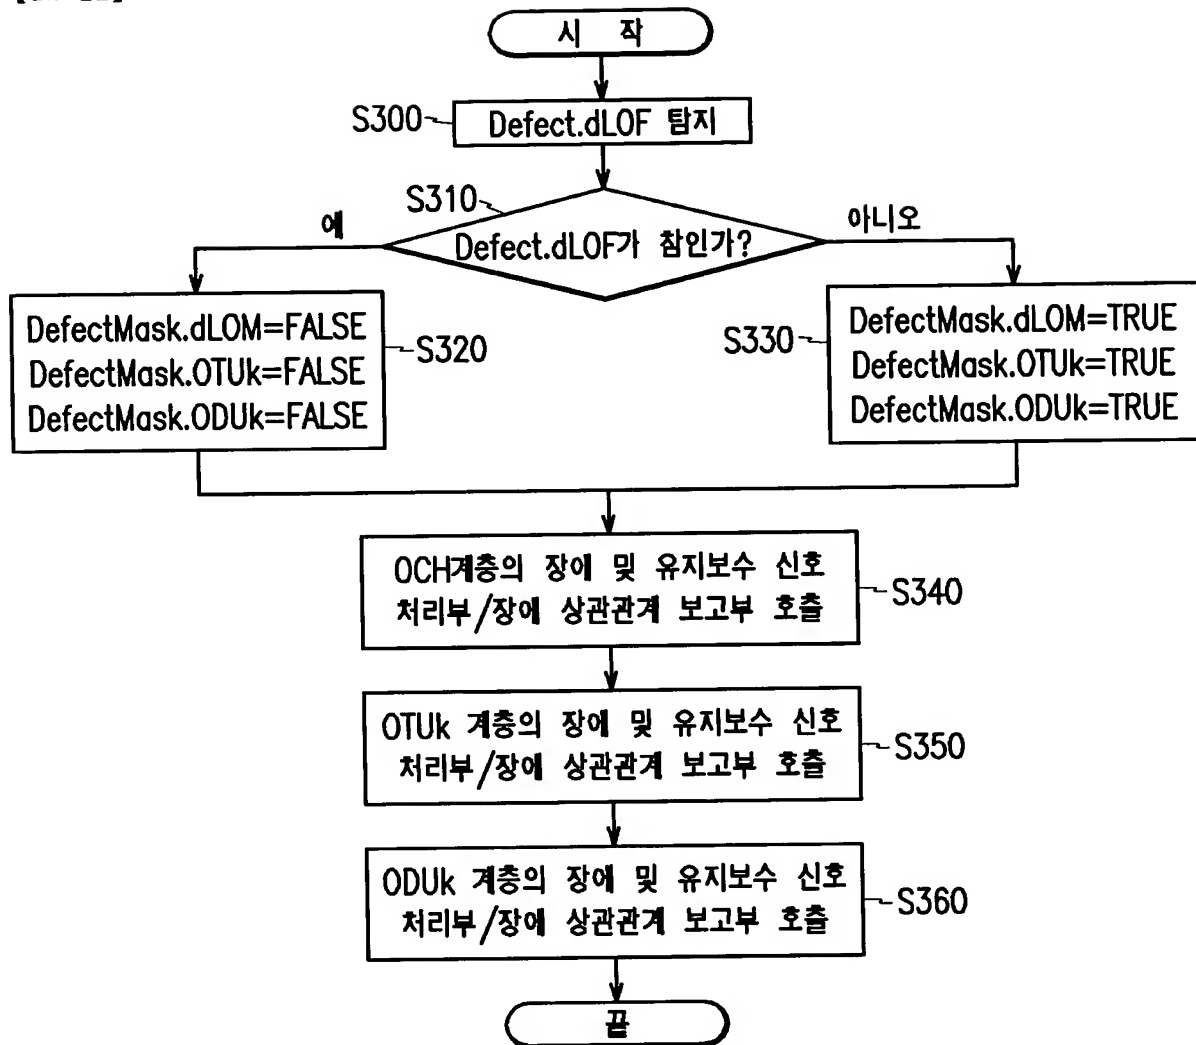 시 작
S300
Defect.dLOF 탐지
S310
예
아니오
Defect.dLOF가 참인가?
DefectMask.dLOM=FALSE
DefectMask.OTUk=FALSE
DefectMask.ODUk=FALSE
S320
S330
DefectMask.dLOM=TRUE
DefectMask.OTUk=TRUE
DefectMask.ODUk=TRUE
OCH계층의 장애 및 유지보수 신호
처리부/장애 상관관계 보고부 호출
S340
OTUk 계층의 장애 및 유지보수 신호
처리부/장애 상관관계 보고부 호출
S350
ODUk 계층의 장애 및 유지보수 신호
처리부/장애 상관관계 보고부 호출
S360
끝